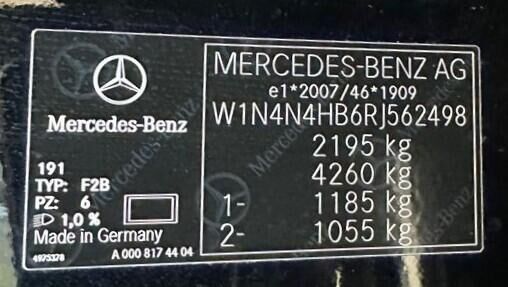 Mercedes-Benz
191
TYP: F2B
PZ: 6
1,0 %
Made in Germany
4975378
A 000 817 44 04
MERCEDES-BENZ AG
e1*2007/46*1909
W1N4N4HB6RJ562498
2195 kg
4260 kg
1- 1185 kg
2- 1055 kg